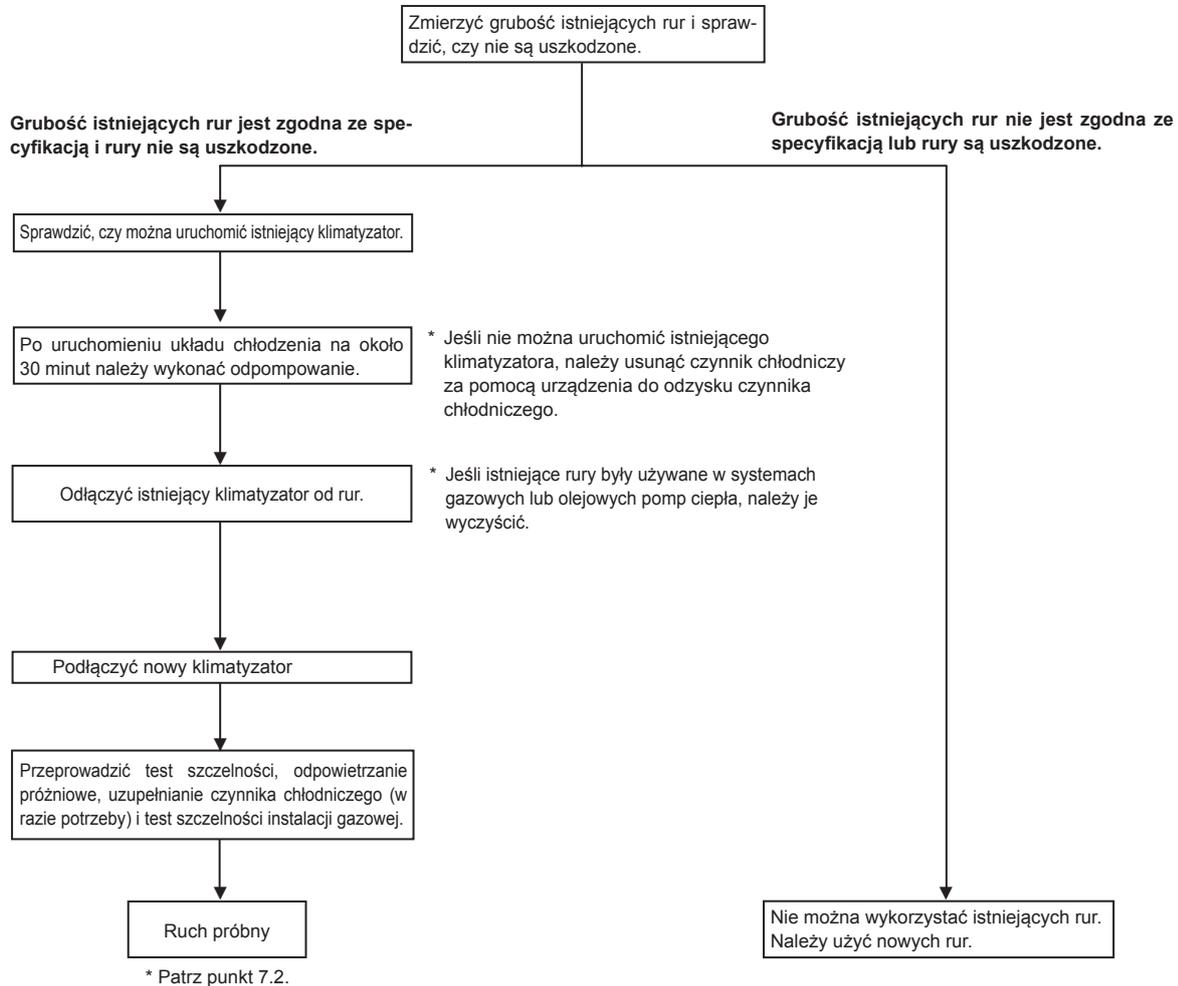 Zmierzyć grubość istniejących rur i spraw-
dzić, czy nie są uszkodzone.
Grubość istniejących rur jest zgodna ze spe-
cyfikacją i rury nie są uszkodzone.
Grubość istniejących rur nie jest zgodna ze
specyfikacją lub rury są uszkodzone.
Sprawdzić, czy można uruchomić istniejący klimatyzator.
Po uruchomieniu układu chłodzenia na około
30 minut należy wykonać odpompowanie.
* Jeśli nie można uruchomić istniejącego
klimatyzatora, należy usunąć czynnik chłodniczy
za pomocą urządzenia do odzysku czynnika
chłodniczego.
Odłączyć istniejący klimatyzator od rur.
* Jeśli istniejące rury były używane w systemach
gazowych lub olejowych pomp ciepła, należy je
wyczyścić.
Podłączyć nowy klimatyzator
Przeprowadzić test szczelności, odpowietrzanie
próżniowe, uzupełnianie czynnika chłodniczego (w
razie potrzeby) i test szczelności instalacji gazowej.
Ruch próbny
* Patrz punkt 7.2.
Nie można wykorzystać istniejących rur.
Należy użyć nowych rur.